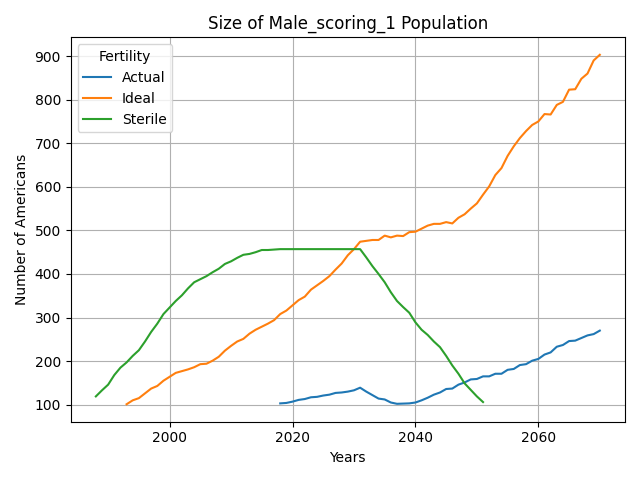 Size of Male_scoring_1 Population
Number of Americans
900
800
700
600
500
400
300
200
100
Fertility
Actual
Ideal
Sterile
2000
2020
2040
2060
Years